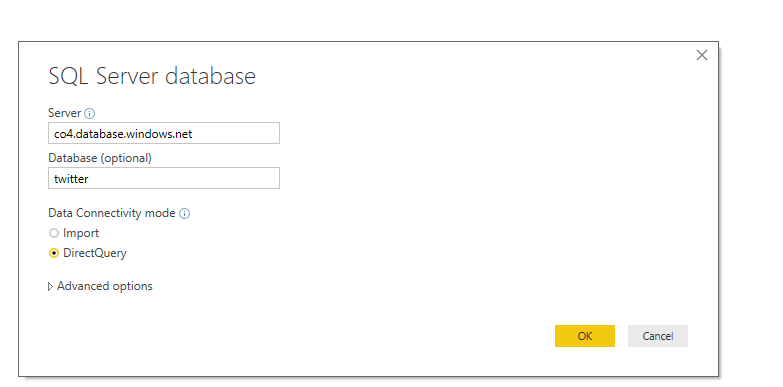 SQL Server database
Server
co4.database.windows.net
Database (optional)
twitter
Data Connectivity mode
Import
DirectQuery
Advanced options
OK Cancel